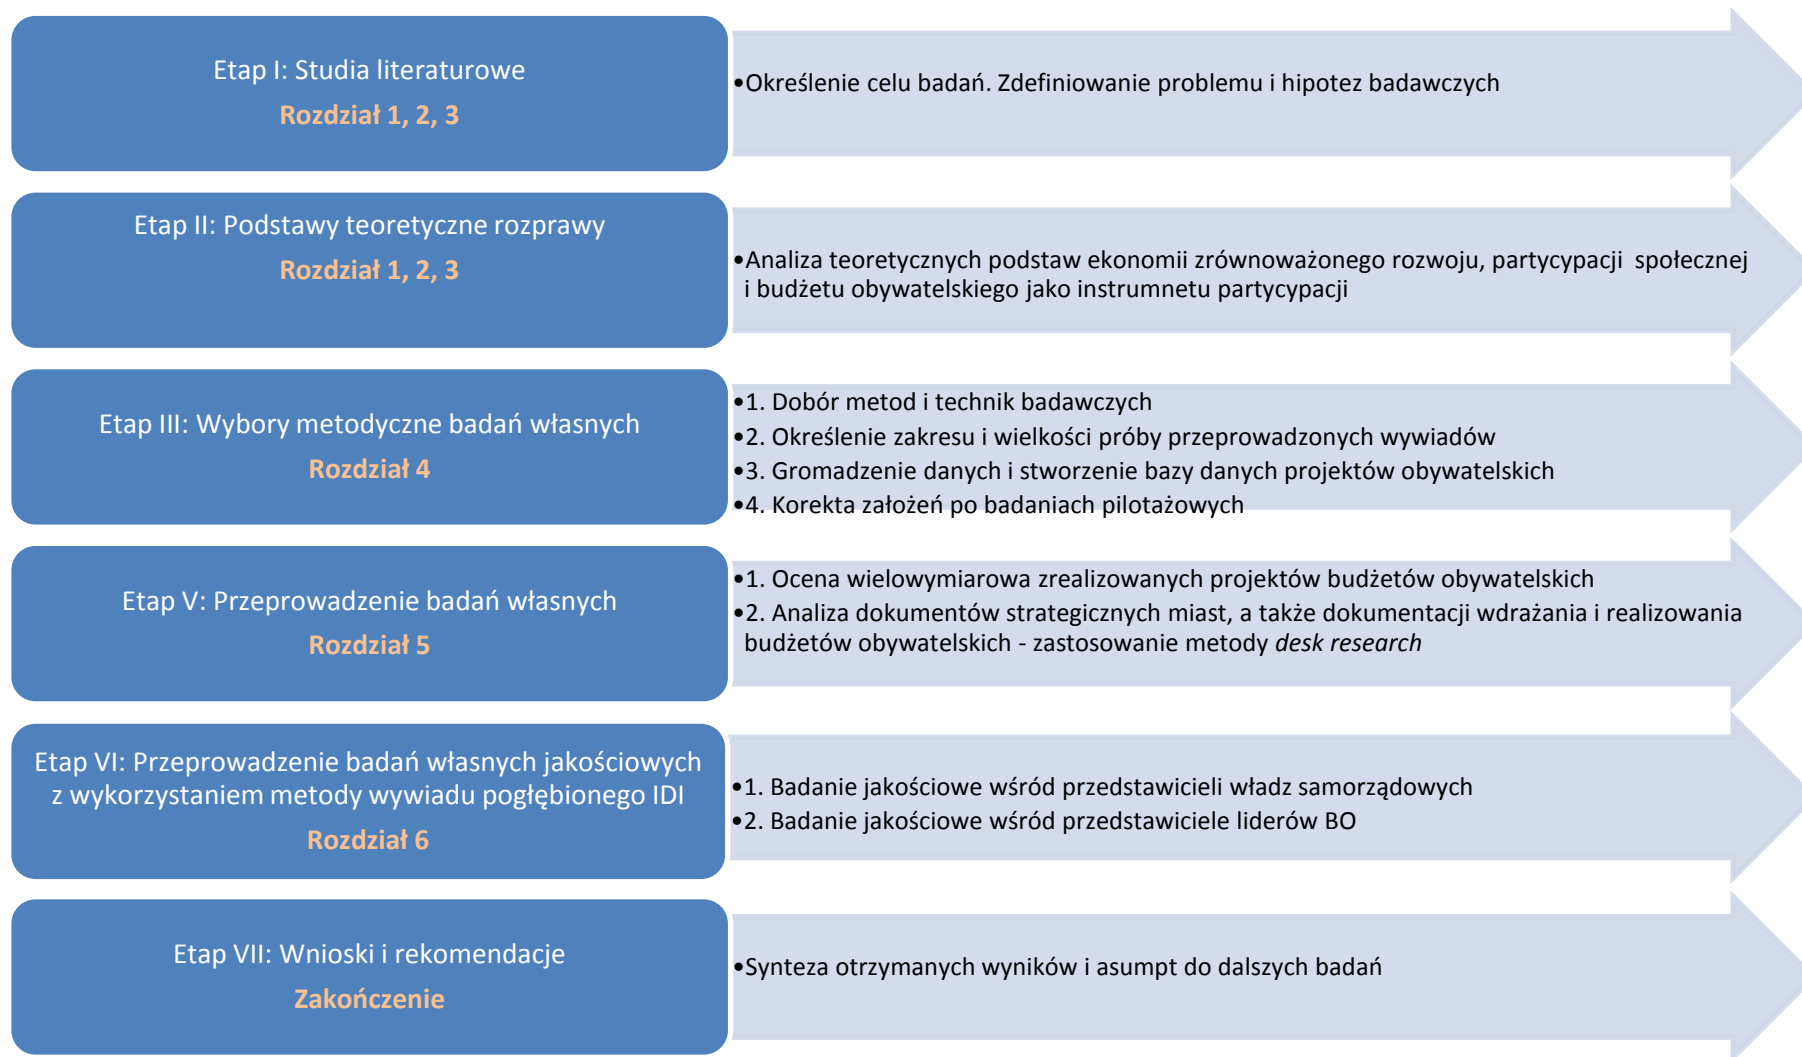 Etap I: Studia literaturowe
Rozdział 1, 2, 3
•Określenie celu badań. Zdefiniowanie problemu i hipotez badawczych
Etap II: Podstawy teoretyczne rozprawy
Rozdział 1, 2, 3
•Analiza teoretycznych podstaw ekonomii zrównoważonego rozwoju, partycypacji społecznej
i budżetu obywatelskiego jako instrumnetu partycypacji
Etap III: Wybory metodyczne badań własnych
Rozdział 4
•1. Dobór metod i technik badawczych
•2. Określenie zakresu i wielkości próby przeprowadzonych wywiadów
•3. Gromadzenie danych i stworzenie bazy danych projektów obywatelskich
•4. Korekta założeń po badaniach pilotażowych
Etap V: Przeprowadzenie badań własnych
Rozdział 5
•1. Ocena wielowymiarowa zrealizowanych projektów budżetów obywatelskich
•2. Analiza dokumentów strategicznych miast, a także dokumentacji wdrażania i realizowania
budżetów obywatelskich - zastosowanie metody desk research
Etap VI: Przeprowadzenie badań własnych jakościowych
z wykorzystaniem metody wywiadu pogłębionego IDI
Rozdział 6
•1. Badanie jakościowe wśród przedstawicieli władz samorządowych
•2. Badanie jakościowe wśród przedstawiciele liderów BO
Etap VII: Wnioski i rekomendacje
Zakończenie
•Synteza otrzymanych wyników i asumpt do dalszych badań